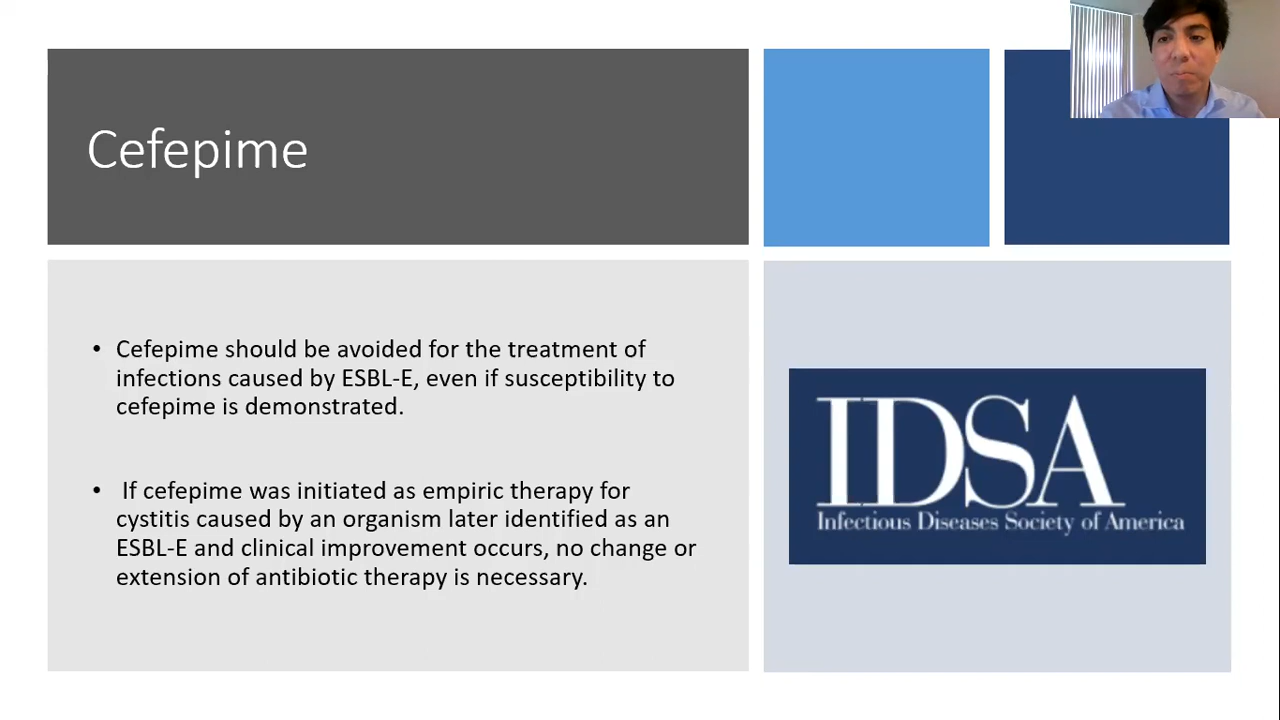 Cefepime
• Cefepime should be avoided for the treatment of
infections caused by ESBL-E, even if susceptibility to
cefepime is demonstrated.
• If cefepime was initiated as empiric therapy for
cystitis caused by an organism later identified as an
ESBL-E and clinical improvement occurs, no change or
extension of antibiotic therapy is necessary.
IDSA
Infectious Diseases Society of America